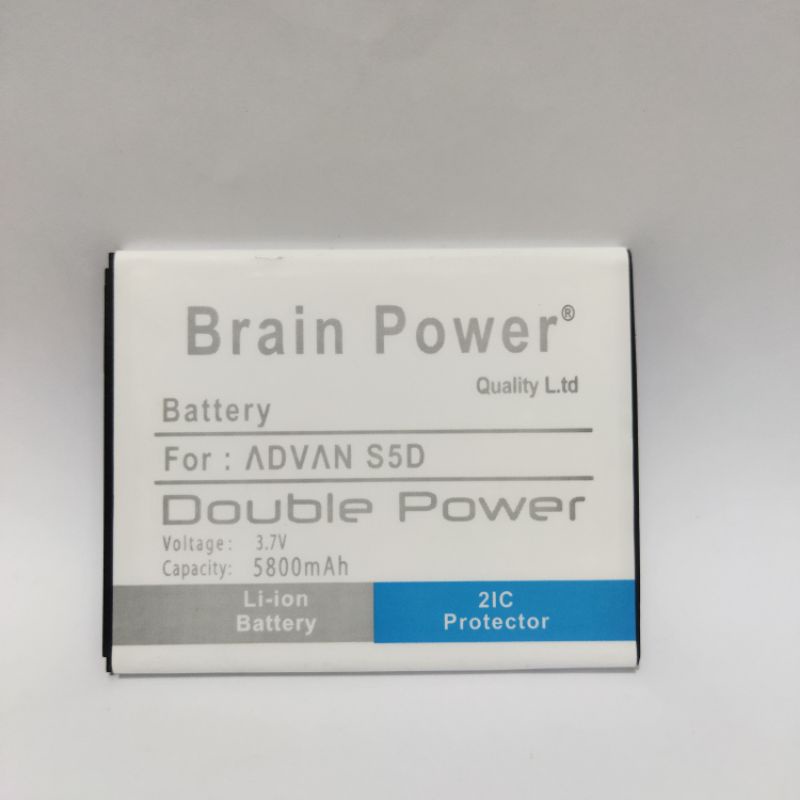 Brain Power®
Quality L.td
Battery
For : ADVAN S5D
Double Power
Voltage: 3.7V
Capacity: 5800mAh
Li-ion
Battery
2IC
Protector